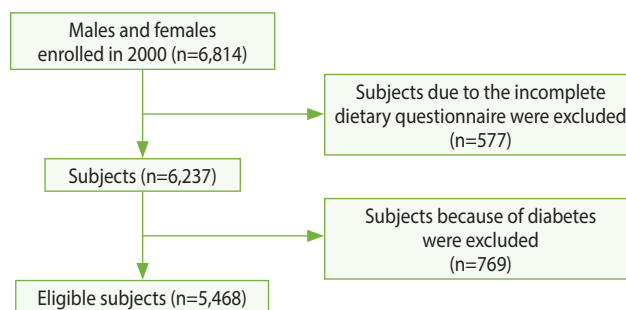 Males and females
enrolled in 2000 (n=6,814)
Subjects due to the incomplete
dietary questionnaire were excluded
(n=577)
Subjects (n=6,237)
Subjects because of diabetes
were excluded
(n=769)
Eligible subjects (n=5,468)